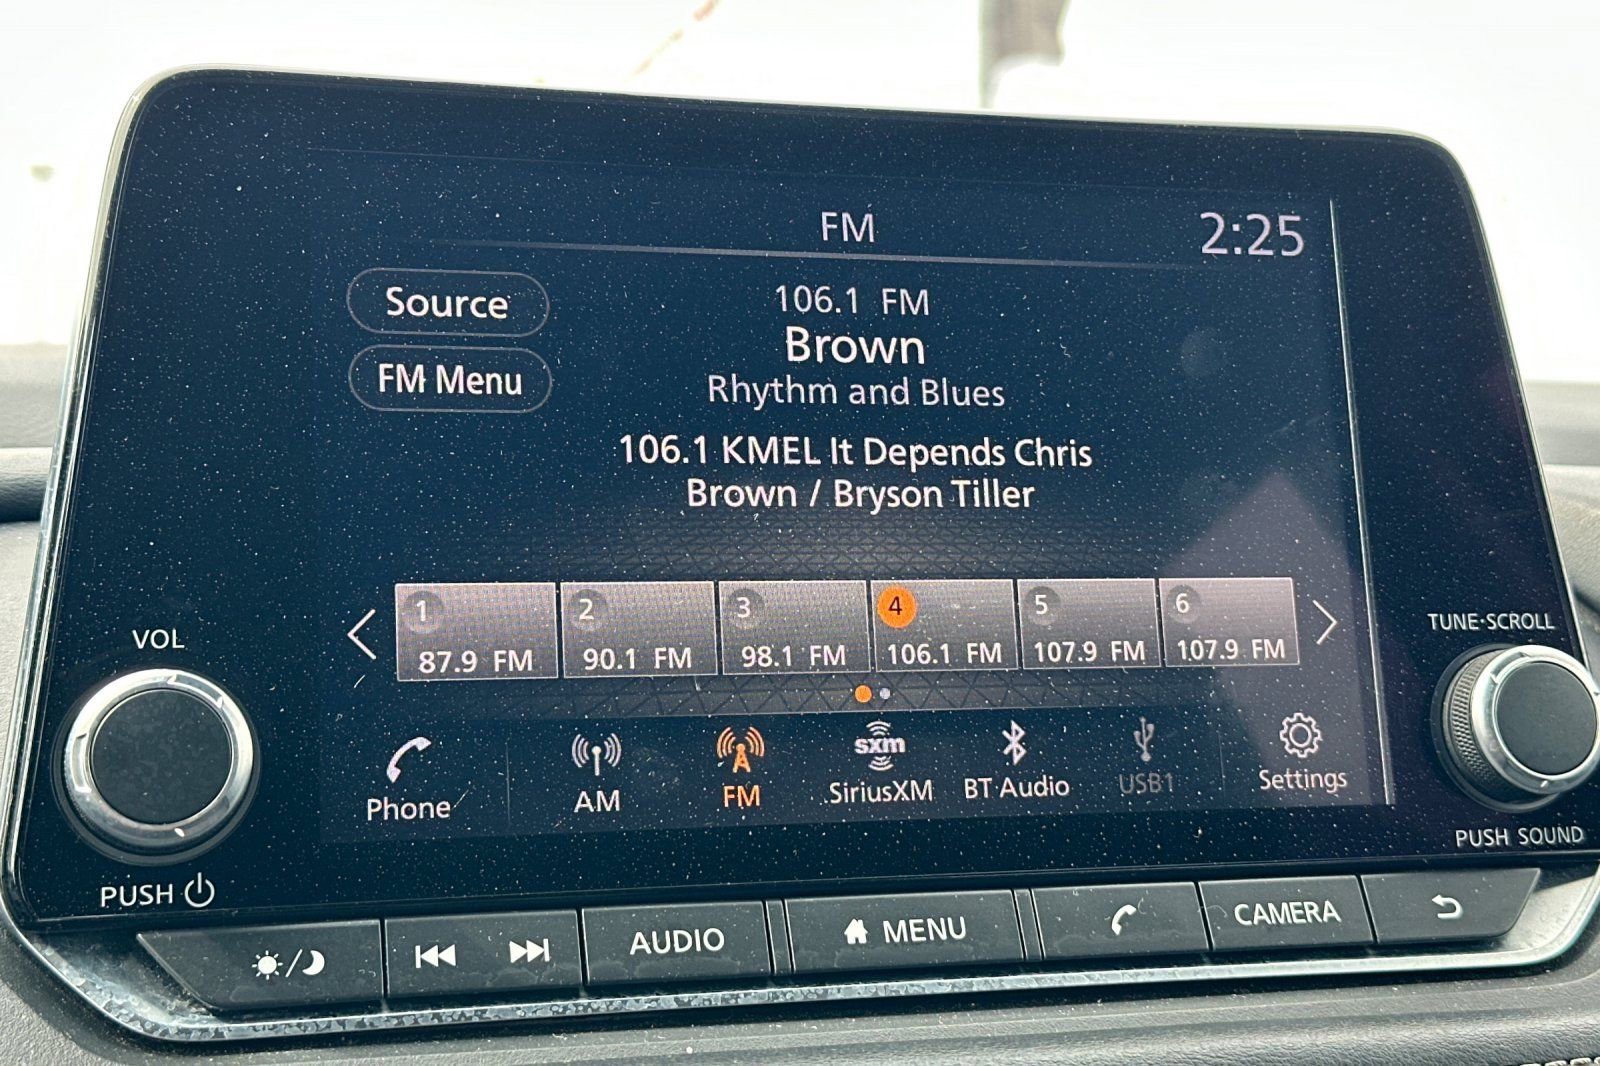 FM
2:25
Source
FM Menu
106.1 FM
Brown
Rhythm and Blues
106.1 KMEL It Depends Chris
Brown / Bryson Tiller
1
87.9 FM
2
90.1 FM
3
98.1 FM
4
106.1 FM
5
107.9 FM
6
107.9 FM
VOL
TUNE·SCROLL
Phone
AM
FM
sxm
SiriusXM
BT Audio
USB1
Settings
PUSH
PUSH SOUND
AUDIO
MENU
CAMERA